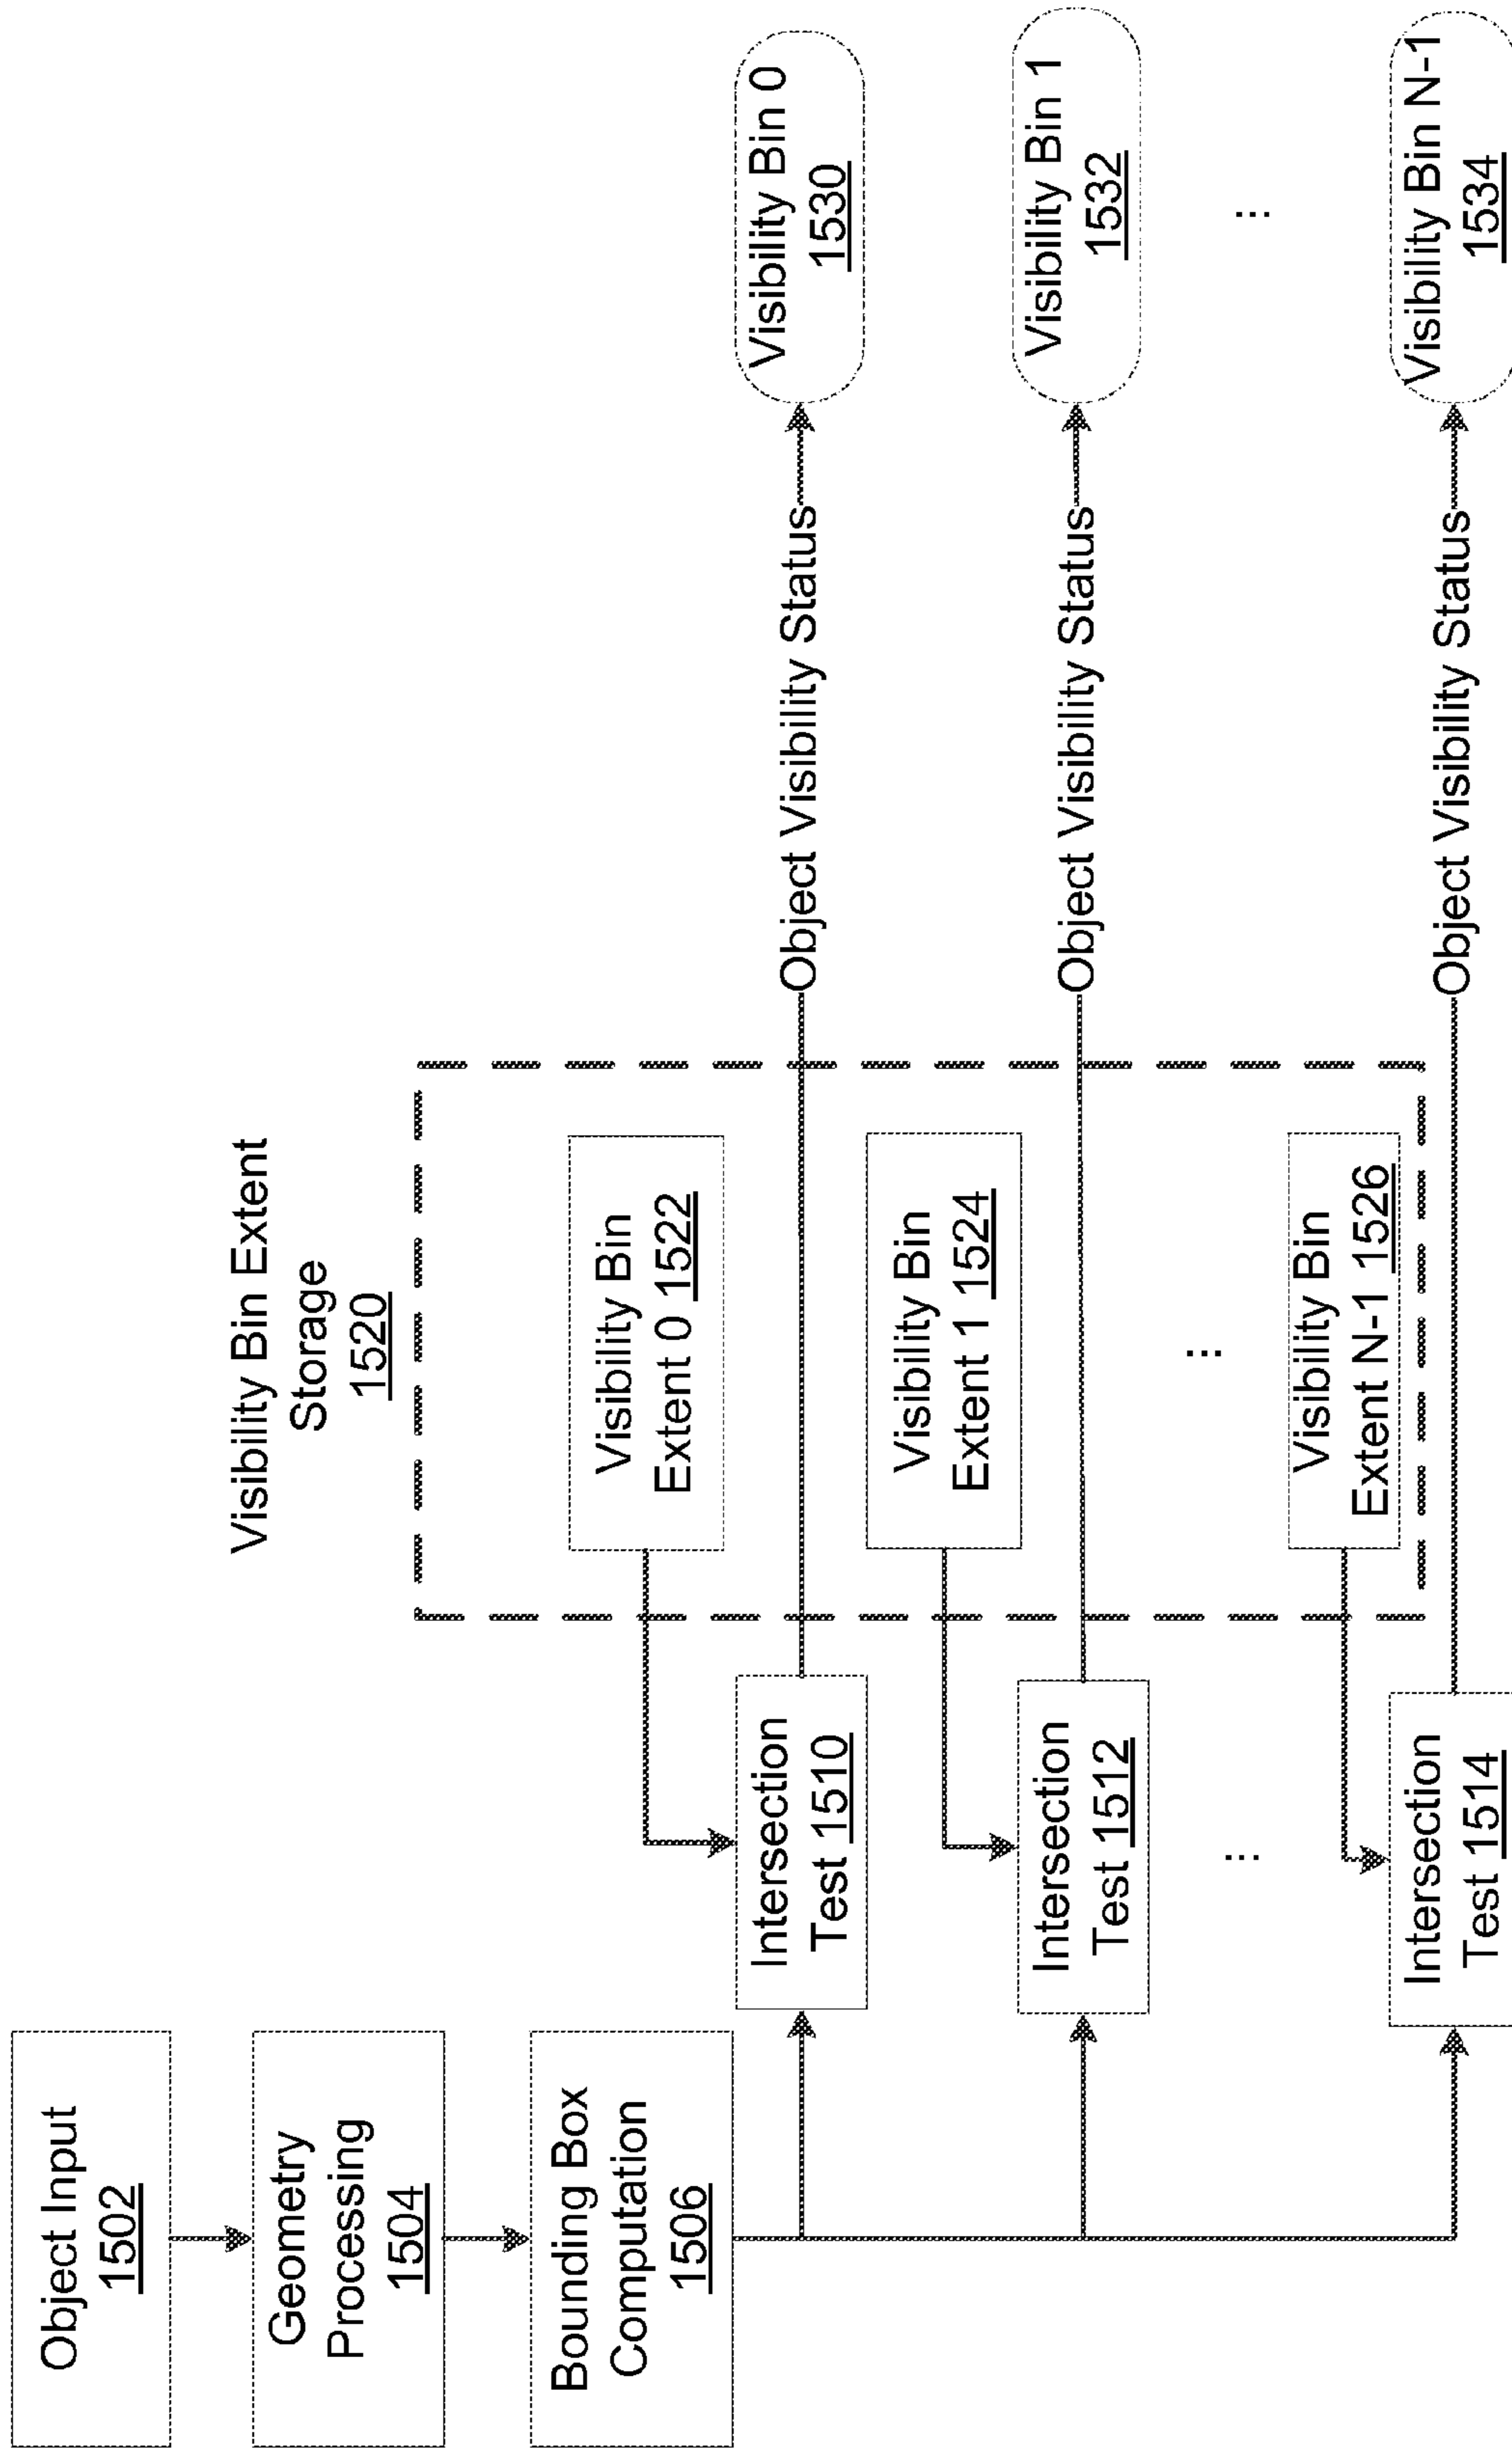 Object Input
1502
Geometry
Processing
1504
Bounding Box
Computation
1506
Visibility Bin Extent
Storage
1520
Visibility Bin
Extent 0 1522
Intersection
Test 1510
Object Visibility Status
Visibility Bin 0
1530
Visibility Bin
Extent 1 1524
Intersection
Test 1512
Object Visibility Status
Visibility Bin 1
1532
...
...
...
Visibility Bin
Extent N-1 1526
Intersection
Test 1514
Object Visibility Status
Visibility Bin N-1
1534